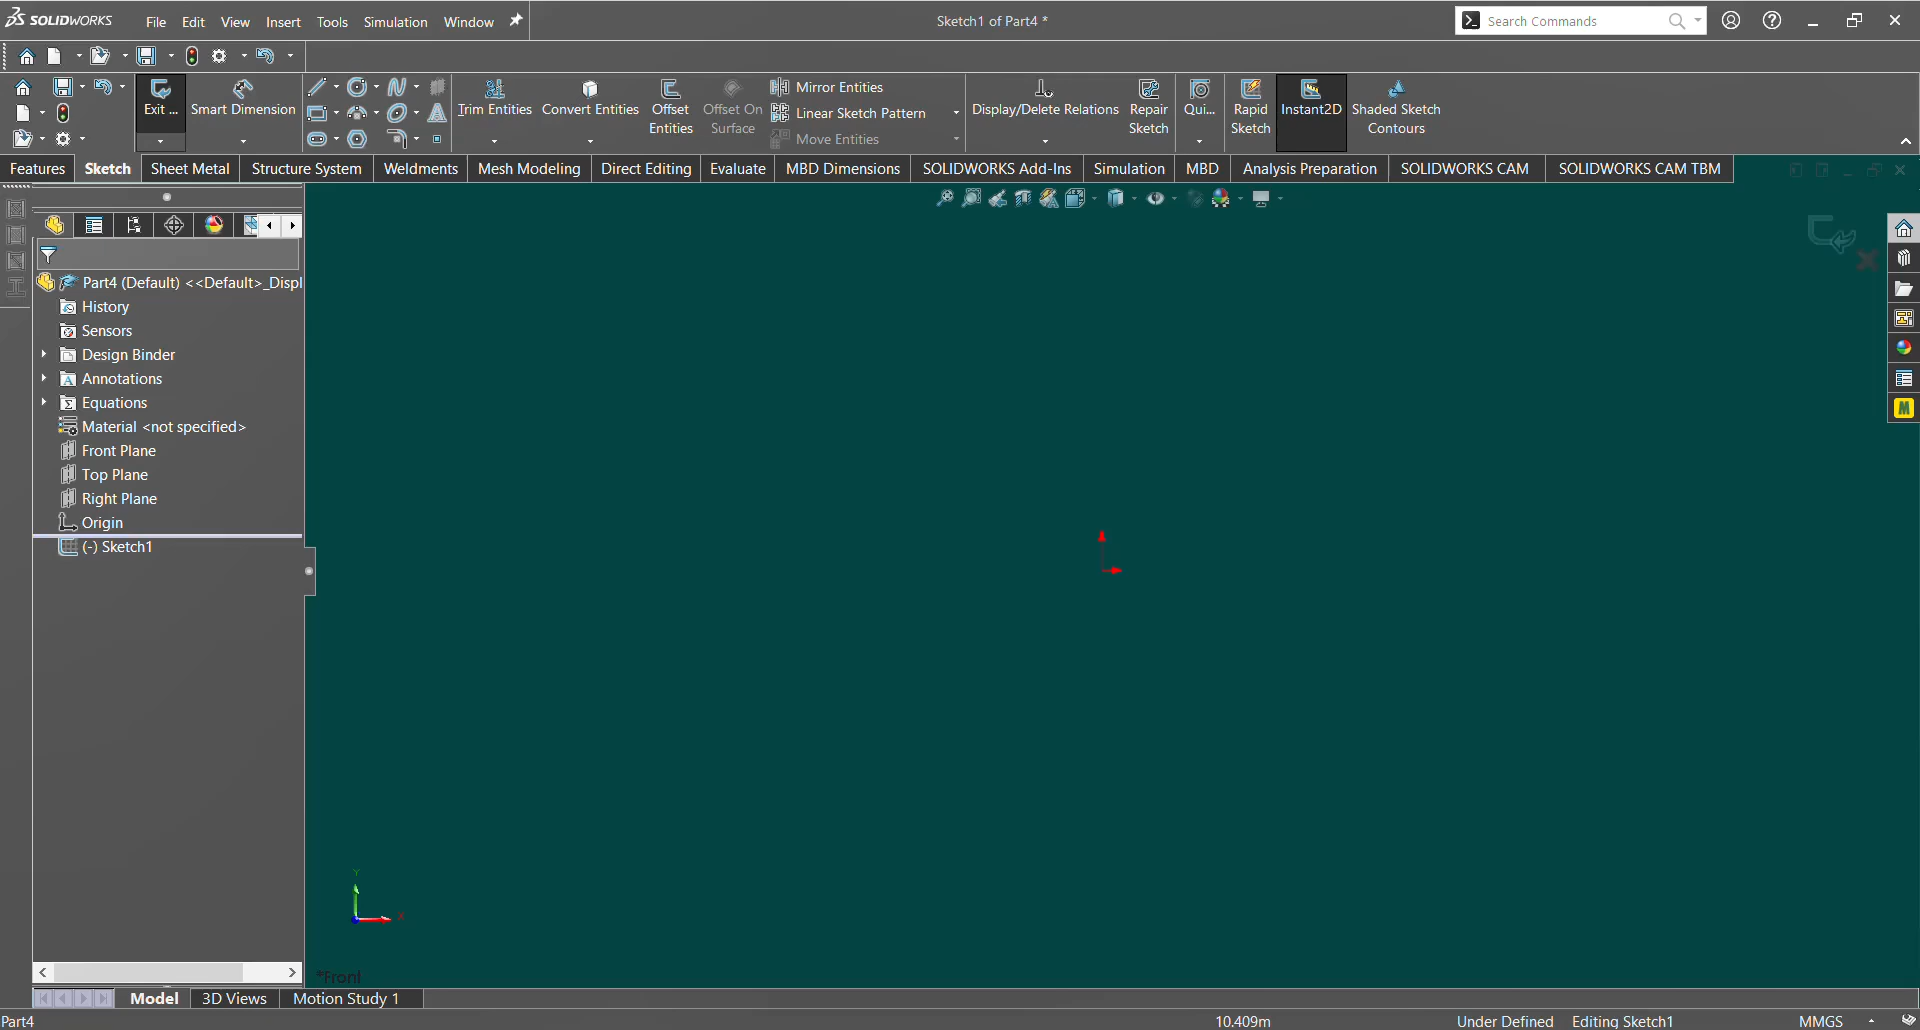 SOLIDWORKS File Edit View Insert Tools Simulation Window Sketch1 of Part4 * Search Commands
Exit ... Smart Dimension Trim Entities Convert Entities Offset Entities Offset On Surface Mirror Entities
Linear Sketch Pattern
Move Entities
Display/Delete Relations Repair Sketch Qui... Rapid Sketch Instant2D Shaded Sketch Contours
Features Sketch Sheet Metal Structure System Weldments Mesh Modeling Direct Editing Evaluate MBD Dimensions SOLIDWORKS Add-Ins Simulation MBD Analysis Preparation SOLIDWORKS CAM SOLIDWORKS CAM TBM
Part4 (Default) <<Default>_Displ
History
Sensors
Design Binder
Annotations
Equations
Material <not specified>
Front Plane
Top Plane
Right Plane
Origin
(-) Sketch1
Y
X
*Front
Model 3D Views Motion Study 1
Part4 10.409m Under Defined Editing Sketch1 MMGS